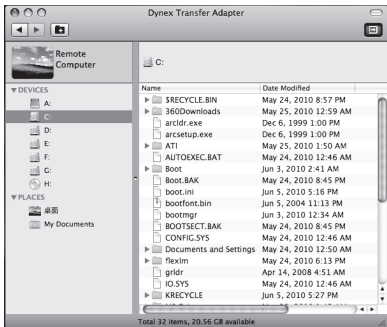 Dynex Transfer Adapter
Remote
Computer
C:
▼DEVICES
A:
C:
D:
E:
F:
G:
H:
▼PLACES
桌面
My Documents
Name Date Modified
$RECYCLE.BIN May 24, 2010 8:57 PM
360Downloads May 25, 2010 12:59 AM
arcldr.exe Dec 6, 1999 1:00 PM
arcsetup.exe Dec 6, 1999 1:00 PM
ATI May 25, 2010 1:50 AM
AUTOEXEC.BAT May 24, 2010 12:46 AM
Boot Jun 3, 2010 2:41 AM
Boot.BAK May 24, 2010 8:45 PM
boot.ini Jun 5, 2010 5:16 PM
bootfont.bin Jun 5, 2004 11:13 PM
bootmgr Jun 3, 2010 12:34 AM
BOOTSECT.BAK May 24, 2010 8:45 PM
CONFIG.SYS May 24, 2010 12:46 AM
Documents and Settings May 24, 2010 12:50 AM
flexlm May 24, 2010 6:13 PM
grldr Apr 14, 2008 4:51 AM
IO.SYS May 24, 2010 12:46 AM
KRECYCLE Jun 5, 2010 5:27 PM
Total 32 items, 20.56 GB available